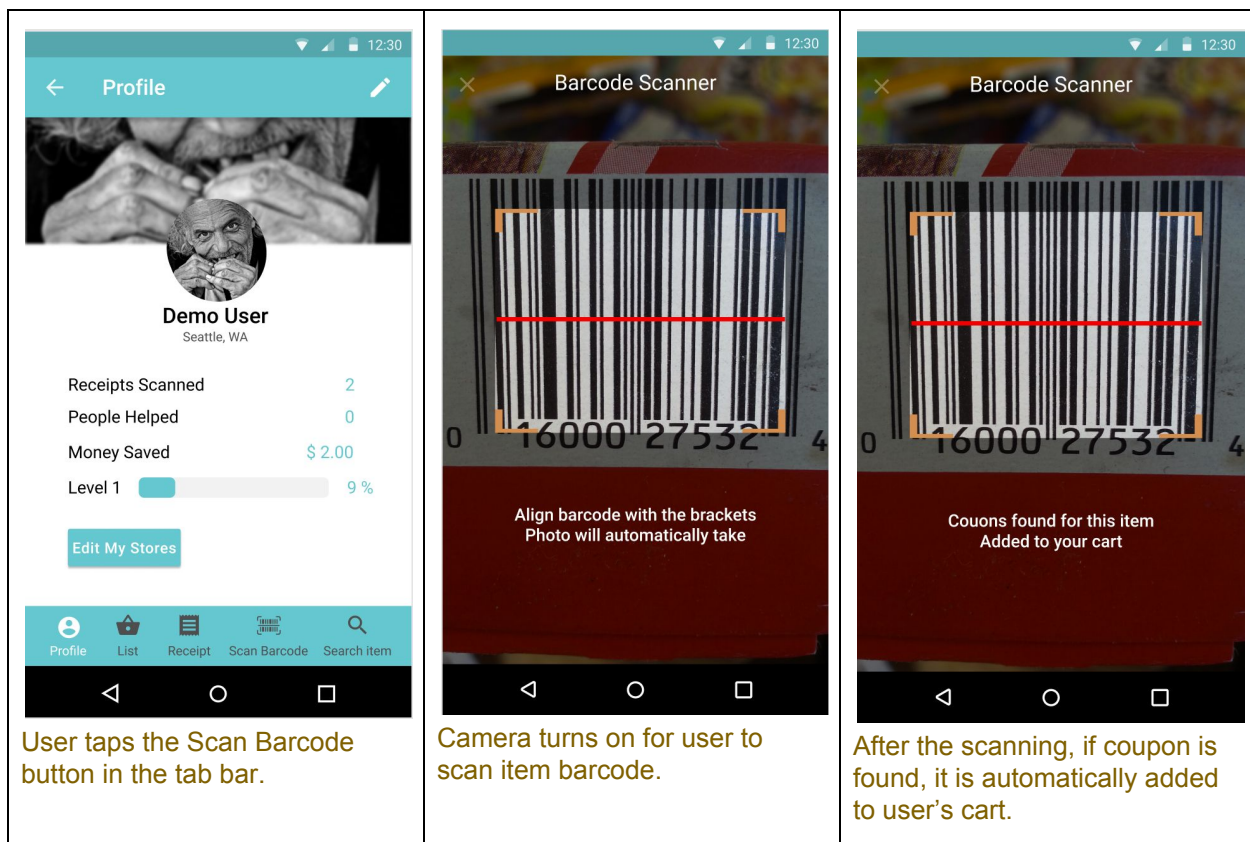 12:30
Profile
Demo User
Seattle, WA
Receipts Scanned 2
People Helped 0
Money Saved $ 2.00
Level 1 9 %
Edit My Stores
Profile List Receipt Scan Barcode Search item
User taps the Scan Barcode
button in the tab bar.
12:30
Barcode Scanner
0 16000 27532 4
Align barcode with the brackets
Photo will automatically take
Camera turns on for user to
scan item barcode.
12:30
Barcode Scanner
0 16000 27532 4
Couons found for this item
Added to your cart
After the scanning, if coupon is
found, it is automatically added
to user’s cart.